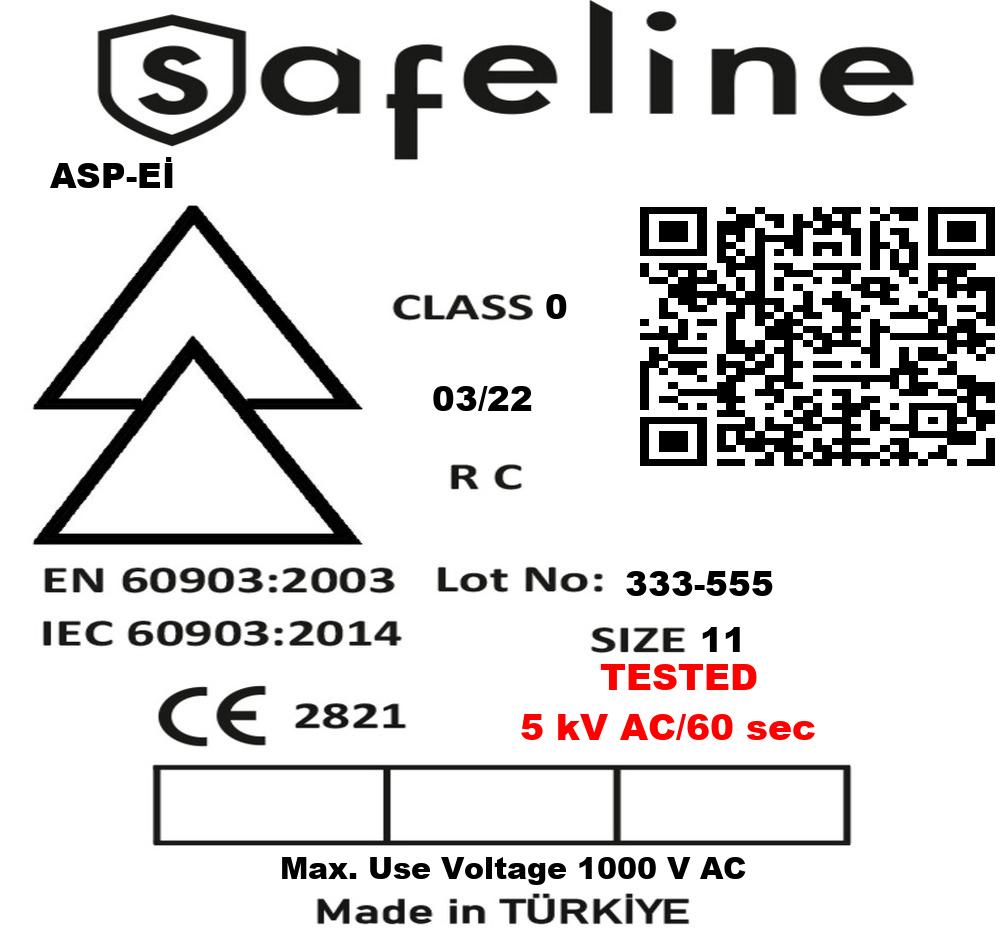 safeline
ASP-Eİ
CLASS 0
03/22
R C
EN 60903:2003
Lot No: 333-555
IEC 60903:2014
SIZE 11
TESTED
CE 2821
5 kV AC/60 sec
Max. Use Voltage 1000 V AC
Made in TÜRKİYE